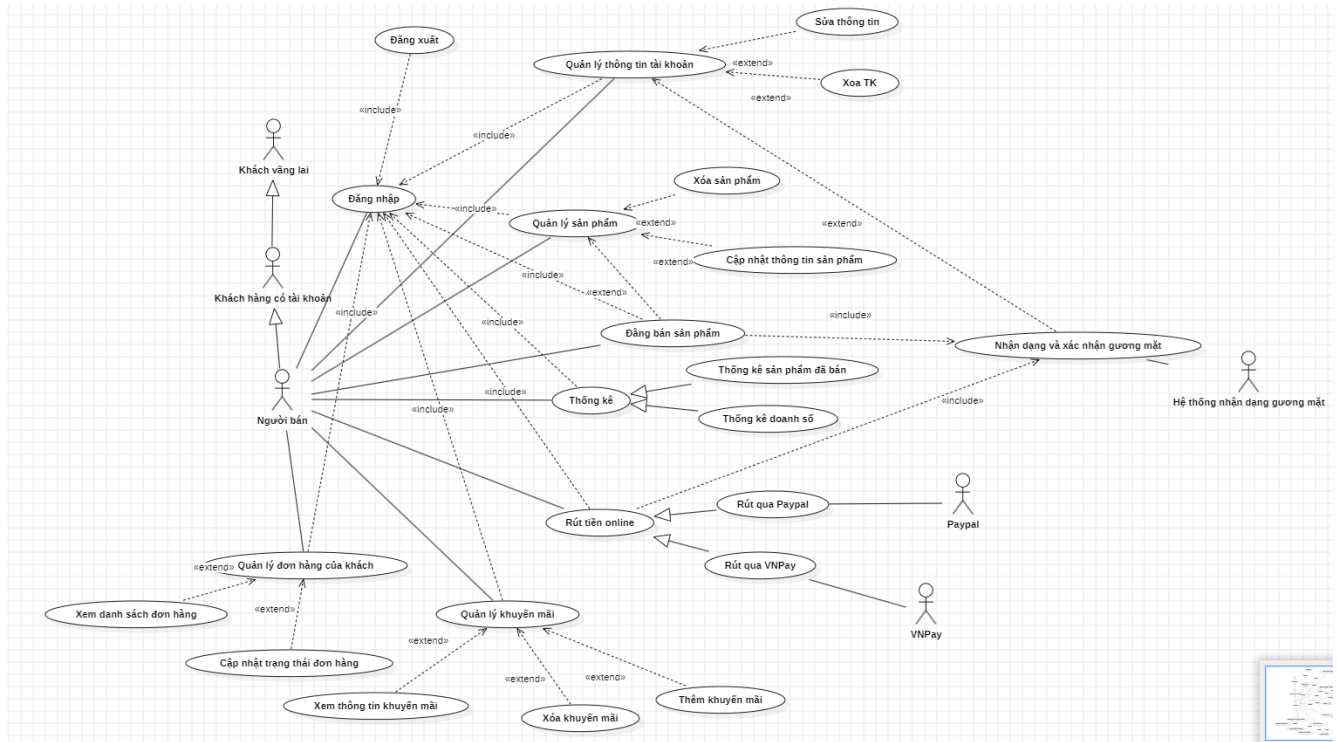 Sửa thông tin
Đăng xuất
Quản lý thông tin tài khoản
«extend»
Xoa TK
«extend»
«include»
«include»
Khách vãng lai
Xóa sản phẩm
Đăng nhập
«include»
Quản lý sản phẩm
«extend»
«extend»
Cập nhật thông tin sản phẩm
«extend»
«include»
«extend»
Khách hàng có tài khoản
«include»
«include»
«include»
Đằng bán sản phẩm
Nhận dạng và xác nhận gương mặt
Thống kê sản phẩm đã bán
Thống kê
«include»
«include»
Hệ thống nhận dạng gương mặt
Người bán
Thống kê doanh số
Rút qua Paypal
Rút tiền online
Paypal
Quản lý đơn hàng của khách
«extend»
Rút qua VNPay
Xem danh sách đơn hàng
«extend»
Quản lý khuyến mãi
VNPay
«extend»
Cập nhật trạng thái đơn hàng
«extend»
«extend»
Xem thông tin khuyến mãi
Thêm khuyến mãi
Xóa khuyến mãi